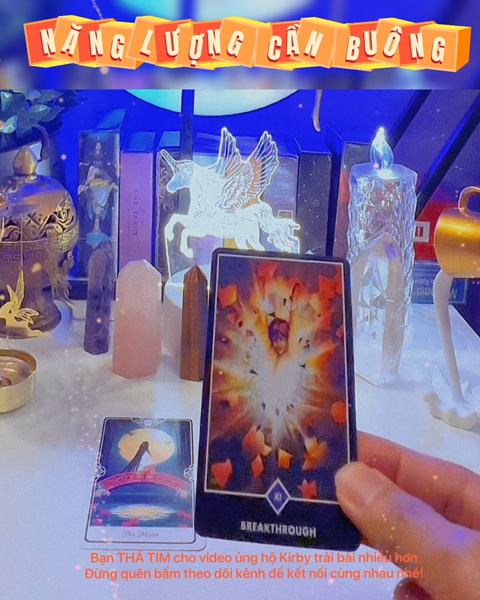 NĂNG LƯỢNG CẦN BUÔNG
CAT TAROT
XI
BREAKTHROUGH
The Moon
Bạn THẢ TIM cho video ủng hộ Kirby trải bài nhiều hơn
Đừng quên bấm theo dõi kênh để kết nối cùng nhau nhé!